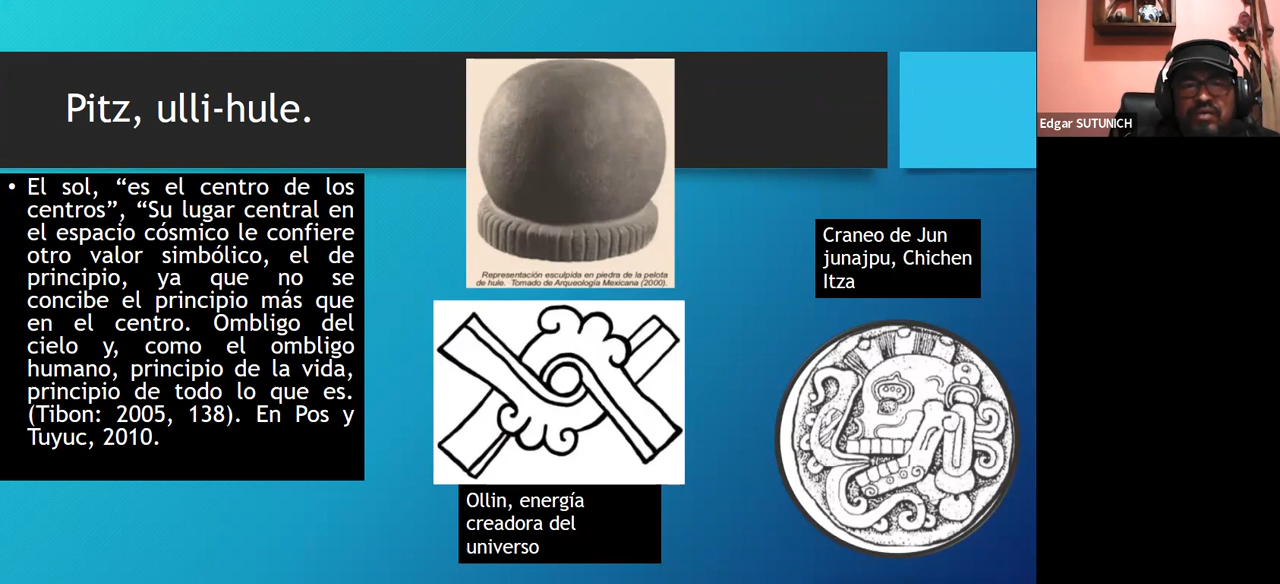 Pitz, ulli-hule.
• El sol, “es el centro de los
centros”, “Su lugar central en
el espacio cósmico le confiere
otro valor simbólico, el de
principio, ya que no se
concibe el principio más que
en el centro. Ombligo del
cielo y, como el ombligo
humano, principio de la vida,
principio de todo lo que es.
(Tibon: 2005, 138). En Pos y
Tuyuc, 2010.
Representación esculpida en piedra de la pelota
de hule. Tomado de Arqueología Mexicana (2000).
Ollin, energía
creadora del
universo
Craneo de Jun
junajpu, Chichen
Itza
Edgar SUTUNICH